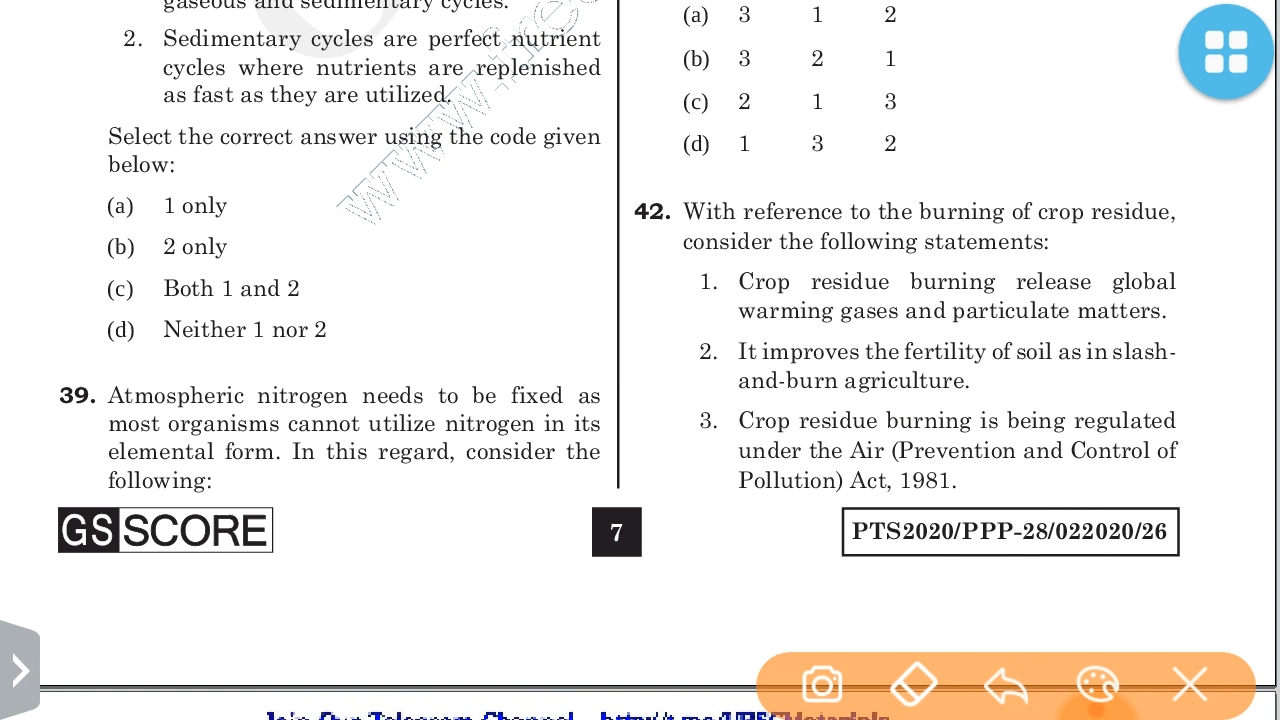 gaseous and sedimentary cycles.
2. Sedimentary cycles are perfect nutrient
cycles where nutrients are replenished
as fast as they are utilized.
Select the correct answer using the code given
below:
(a) 1 only
(b) 2 only
(c) Both 1 and 2
(d) Neither 1 nor 2
39. Atmospheric nitrogen needs to be fixed as
most organisms cannot utilize nitrogen in its
elemental form. In this regard, consider the
following:
(a) 3 1 2
(b) 3 2 1
(c) 2 1 3
(d) 1 3 2
42. With reference to the burning of crop residue,
consider the following statements:
1. Crop residue burning release global
warming gases and particulate matters.
2. It improves the fertility of soil as in slash-
and-burn agriculture.
3. Crop residue burning is being regulated
under the Air (Prevention and Control of
Pollution) Act, 1981.
GS SCORE
7
PTS2020/PPP-28/022020/26
Join Our Telegram Channel